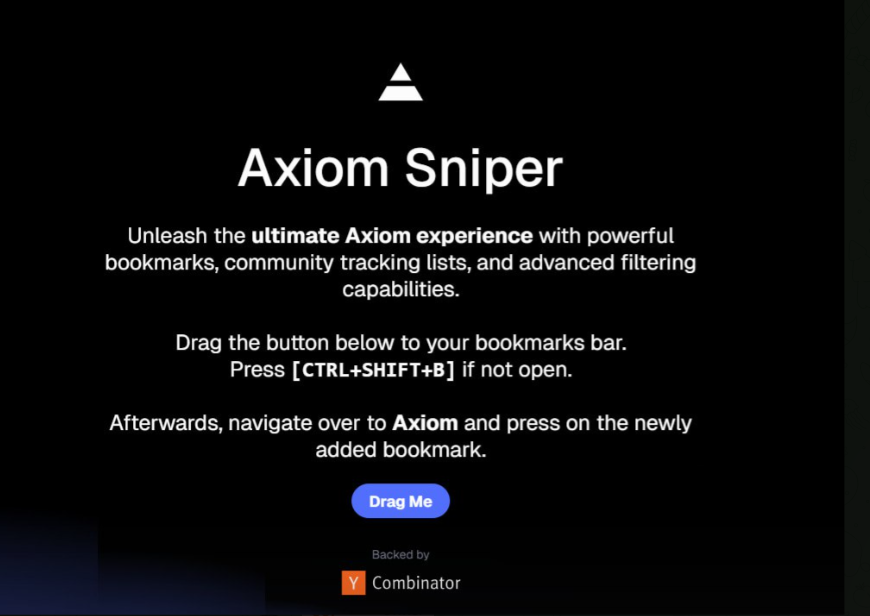 Axiom Sniper
Unleash the ultimate Axiom experience with powerful
bookmarks, community tracking lists, and advanced filtering
capabilities.
Drag the button below to your bookmarks bar.
Press [CTRL+SHIFT+B] if not open.
Afterwards, navigate over to Axiom and press on the newly
added bookmark.
Drag Me
Backed by
Y Combinator